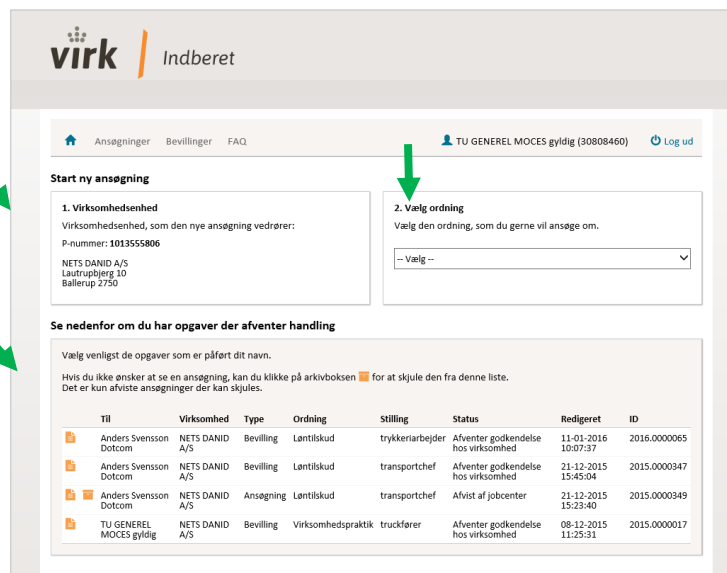 virk Indberet
Ansøgninger Bevillinger FAQ TU GENEREL MOCES gyldig (30808460) Log ud
Start ny ansøgning
1. Virksomhedsenhed
Virksomhedsenhed, som den nye ansøgning vedrører:
P-nummer: 1013555806
NETS DANID A/S
Lautrupbjerg 10
Ballerup 2750
2. Vælg ordning
Vælg den ordning, som du gerne vil ansøge om.
-- Vælg --
Se nedenfor om du har opgaver der afventer handling
Vælg venligst de opgaver som er påført dit navn.
Hvis du ikke ønsker at se en ansøgning, kan du klikke på arkivboksen for at skjule den fra denne liste.
Det er kun afviste ansøgninger der kan skjules.
Til Virksomhed Type Ordning Stilling Status Redigeret ID
Anders Svensson NETS DANID Bevilling Løntilskud trykkeriarbejder Afventer godkendelse 11-01-2016 2016.0000065
Dotcom A/S hos virksomhed 10:07:37
Anders Svensson NETS DANID Bevilling Løntilskud transportchef Afventer godkendelse 21-12-2015 2015.0000347
Dotcom A/S hos virksomhed 15:45:04
Anders Svensson NETS DANID Ansøgning Løntilskud transportchef Afvist af jobcenter 21-12-2015 2015.0000349
Dotcom A/S 15:23:40
TU GENEREL NETS DANID Bevilling Virksomhedspraktik truckfører Afventer godkendelse 08-12-2015 2015.0000017
MOCES gyldig A/S hos virksomhed 11:25:31